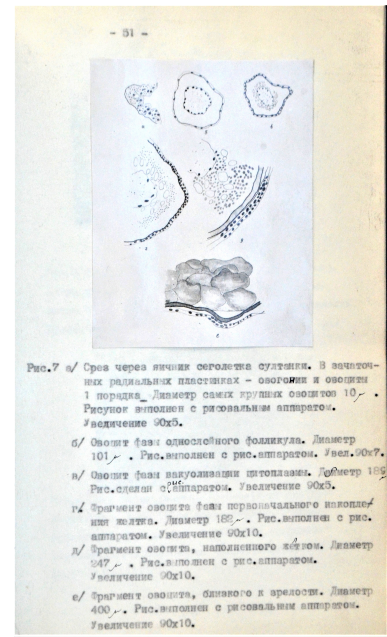 - 51 -
Рис.7 а/ Срез через яичник сеголетка султанки. В зачаточ-
ных радиальных пластинках - овогонии и овоциты
1 порядка. Диаметр самых крупных овоцитов 10 μ.
Рисунок выполнен с рисовальным аппаратом.
Увеличение 90х5.
б/ Овоцит фазы однослойного фолликула. Диаметр
101 μ. Рис.выполнен с рис.аппаратом. Увел.90х7.
в/ Овоцит фазы вакуолизации цитоплазмы. Диаметр
Рис.сделан с рис. аппаратом. Увеличение 90х5.
г/ Фрагмент овоцита фазы первоначального накопле-
ния желтка. Диаметр 182 μ. Рис.выполнен с рис.
аппаратом. Увеличение 90х10.
д/ Фрагмент овоцита, наполненного желтком. Диаметр
247 μ. Рис.выполнен с рис.аппаратом.
Увеличение 90х10.
е/ Фрагмент овоцита, близкого к зрелости. Диаметр
400 μ. Рис.выполнен с рисовальным аппаратом.
Увеличение 90х10.